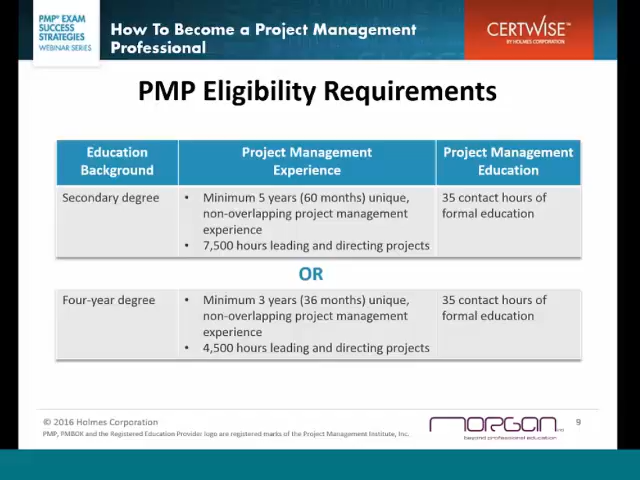 PMP® EXAM
SUCCESS
STRATEGIES
WEBINAR SERIES
How To Become a Project Management
Professional
CERTWISE™
BY HOLMES CORPORATION
PMP Eligibility Requirements
Education
Background
Project Management
Experience
Project Management
Education
Secondary degree
• Minimum 5 years (60 months) unique,
non-overlapping project management
experience
• 7,500 hours leading and directing projects
35 contact hours of
formal education
OR
Four-year degree
• Minimum 3 years (36 months) unique,
non-overlapping project management
experience
• 4,500 hours leading and directing projects
35 contact hours of
formal education
© 2016 Holmes Corporation
PMP, PMBOK and the Registered Education Provider logo are registered marks of the Project Management Institute, Inc.
MORGAN
beyond professional education
9